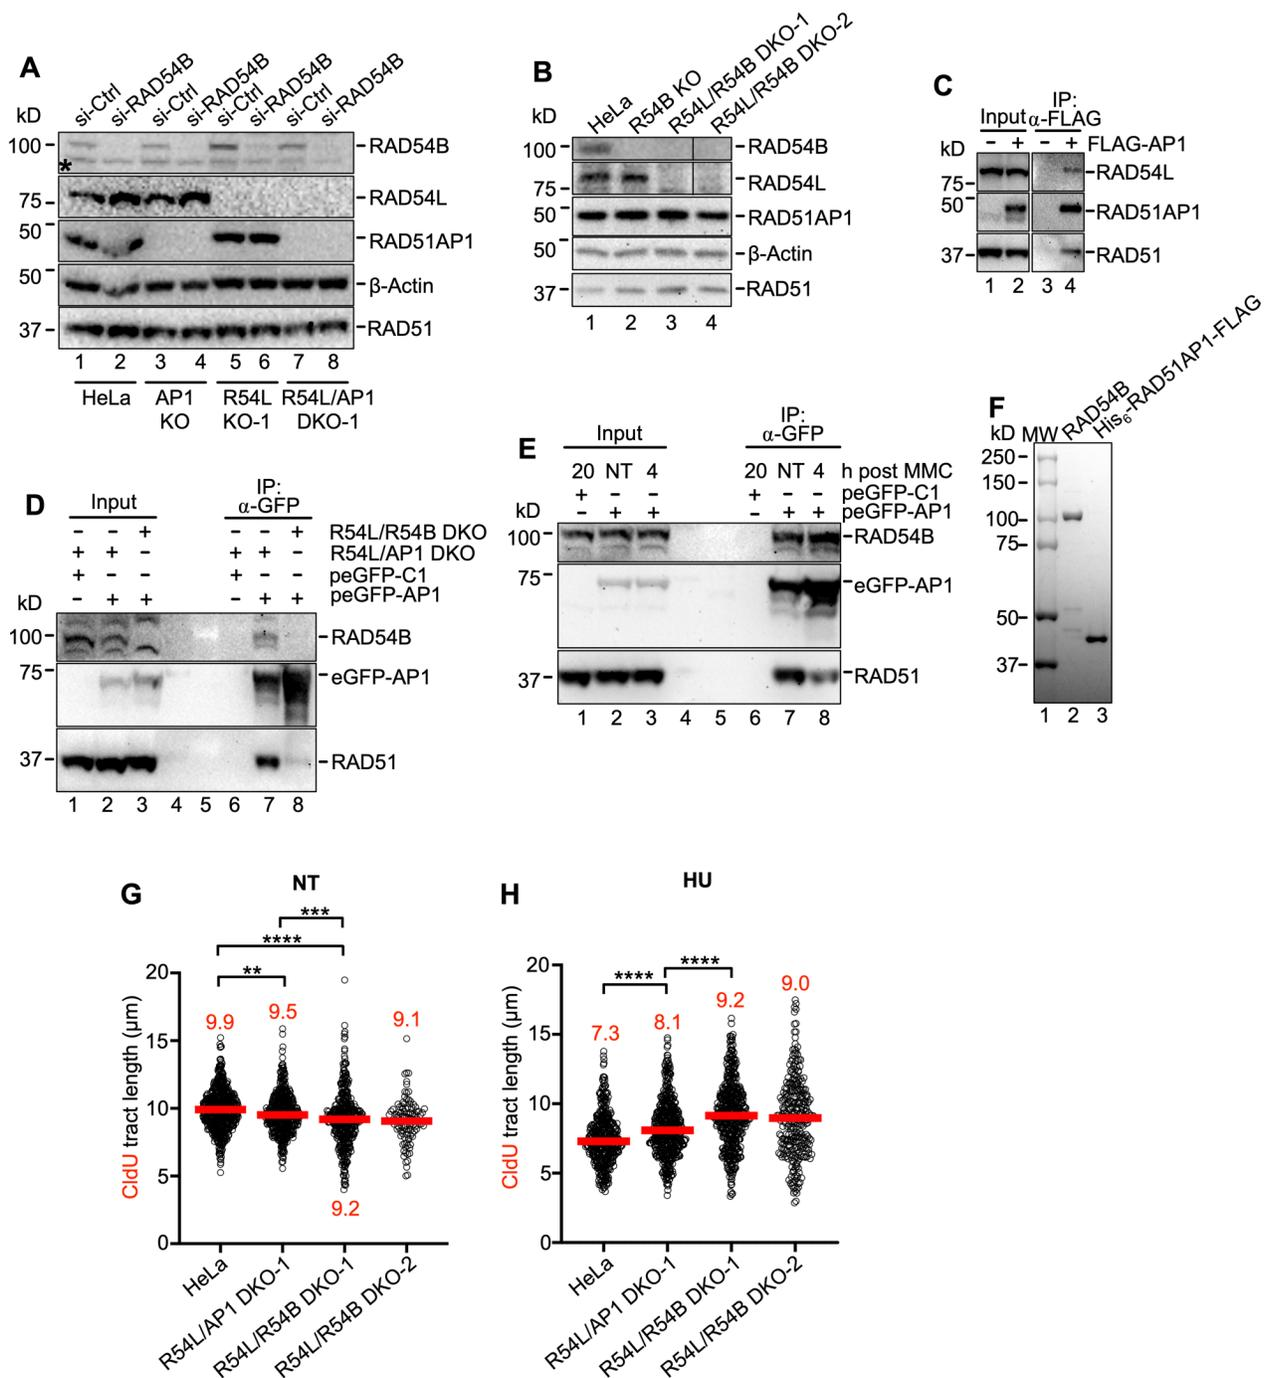 A
kD
si-Ctrl
si-RAD54B
si-Ctrl
si-RAD54B
si-Ctrl
si-RAD54B
si-Ctrl
si-RAD54B
100
*
RAD54B
75
RAD54L
50
RAD51AP1
50
β-Actin
37
RAD51
1 2 3 4 5 6 7 8
HeLa
AP1 KO
R54L KO-1
R54L/AP1 DKO-1
B
kD
HeLa
R54B KO
R54L/R54B DKO-1
R54L/R54B DKO-2
100
RAD54B
75
RAD54L
50
RAD51AP1
50
β-Actin
37
RAD51
1 2 3 4
C
IP:
Input α-FLAG
kD - + - + FLAG-AP1
75
RAD54L
50
RAD51AP1
37
RAD51
1 2 3 4
D
Input
IP:
α-GFP
- - + - - + R54L/R54B DKO
+ + - + + - R54L/AP1 DKO
+ - - + - - peGFP-C1
kD - + + - + + peGFP-AP1
100
RAD54B
75
eGFP-AP1
37
RAD51
1 2 3 4 5 6 7 8
E
Input
IP:
α-GFP
20 NT 4 20 NT 4 h post MMC
+ - - + - - peGFP-C1
kD - + + - + + peGFP-AP1
100
RAD54B
75
eGFP-AP1
37
RAD51
1 2 3 4 5 6 7 8
F
kD MW RAD54B His6-RAD51AP1-FLAG
250
150
100
75
50
37
1 2 3
G
NT
***
****
**
CldU tract length (µm)
20
15
10
5
0
9.9
9.5
9.2
9.1
HeLa
R54L/AP1 DKO-1
R54L/R54B DKO-1
R54L/R54B DKO-2
H
HU
**** ****
CldU tract length (µm)
20
15
10
5
0
7.3
8.1
9.2
9.0
HeLa
R54L/AP1 DKO-1
R54L/R54B DKO-1
R54L/R54B DKO-2